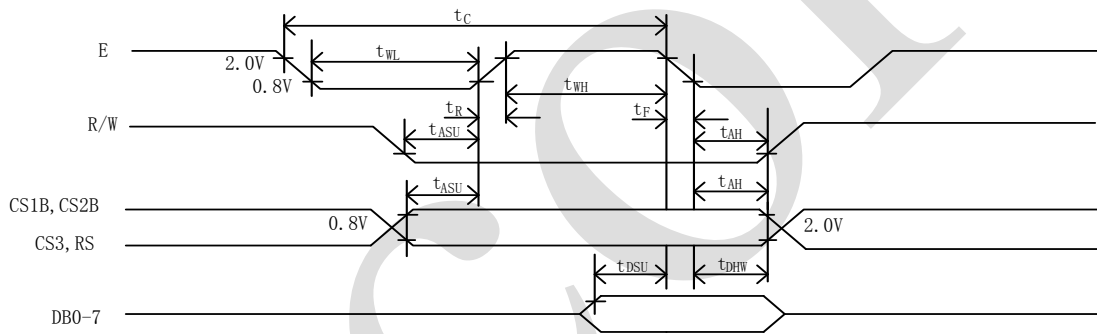 tC
E
tWL
2.0V
0.8V
tWH
tR
tF
R/W
tASU
tAH
tASU
tAH
CS1B,CS2B
0.8V
2.0V
CS3,RS
tDSU
tDHW
DB0-7